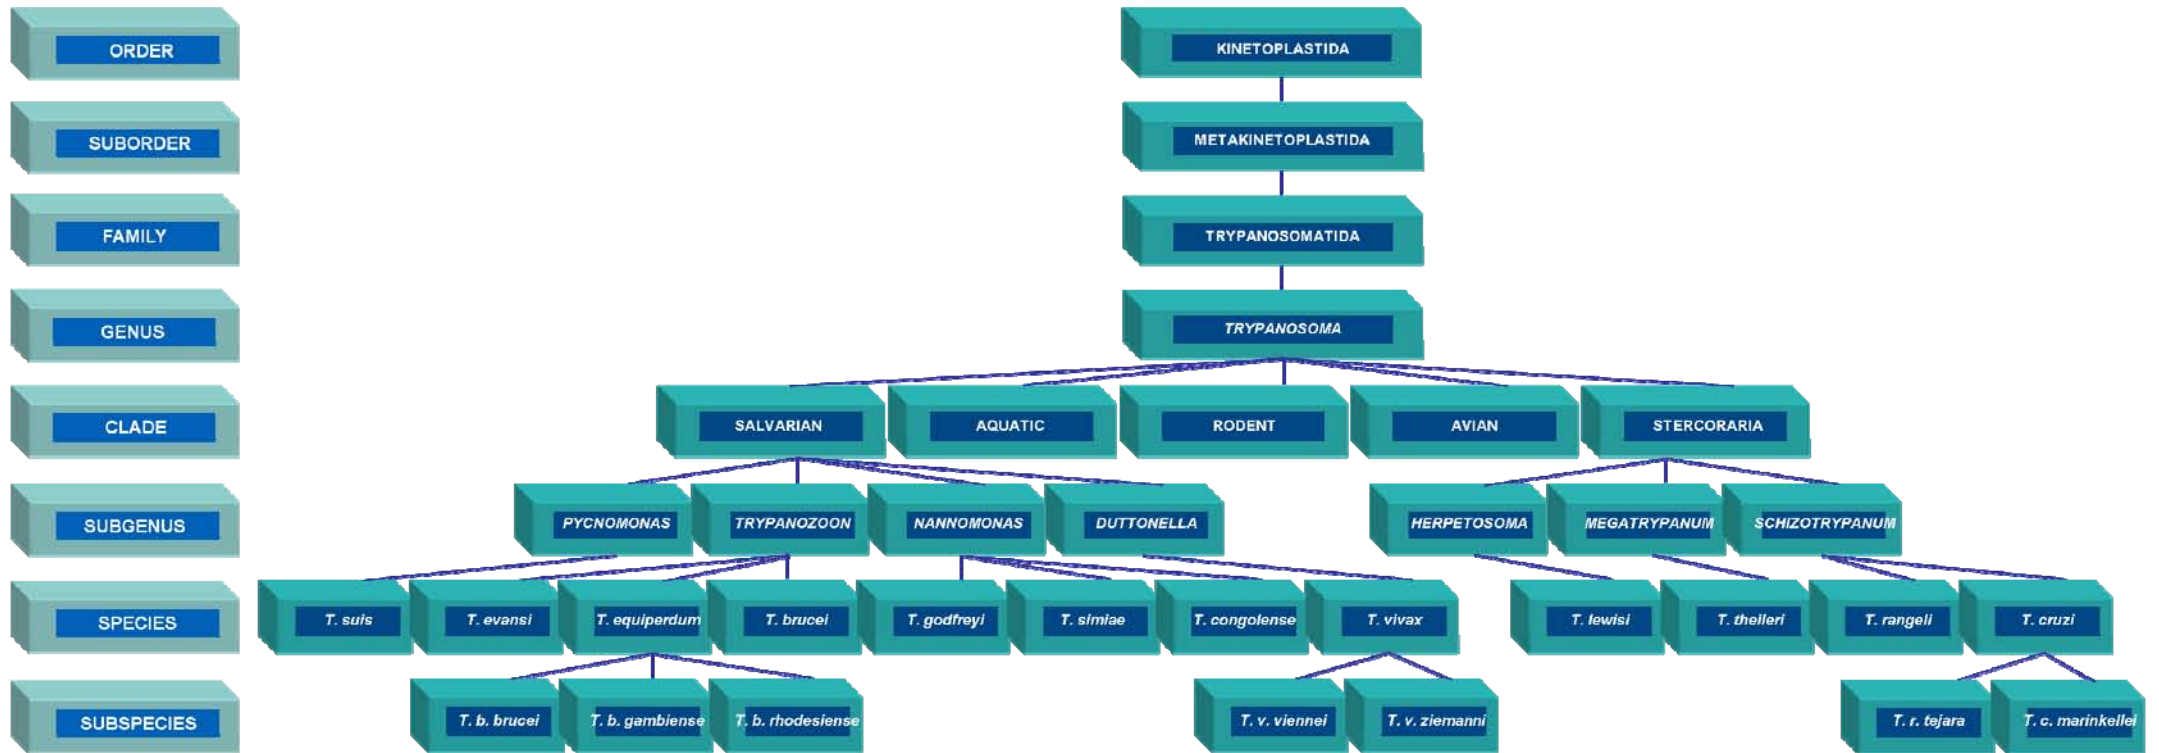 ORDER
KINETOPLASTIDA
SUBORDER
METAKINETOPLASTIDA
FAMILY
TRYPANOSOMATIDA
GENUS
TRYPANOSOMA
CLADE
SALVARIAN
AQUATIC
RODENT
AVIAN
STERCORARIA
SUBGENUS
PYCNOMONAS
TRYPANOZOON
NANNOMONAS
DUTTONELLA
HERPETOSOMA
MEGATRYPANUM
SCHIZOTRYPANUM
SPECIES
T. suis
T. evansi
T. equiperdum
T. brucei
T. godfreyi
T. simiae
T. congolense
T. vivax
T. lewisi
T. theileri
T. rangeli
T. cruzi
SUBSPECIES
T. b. brucei
T. b. gambiense
T. b. rhodesiense
T. v. viennei
T. v. ziemanni
T. r. tejara
T. c. marinkellei